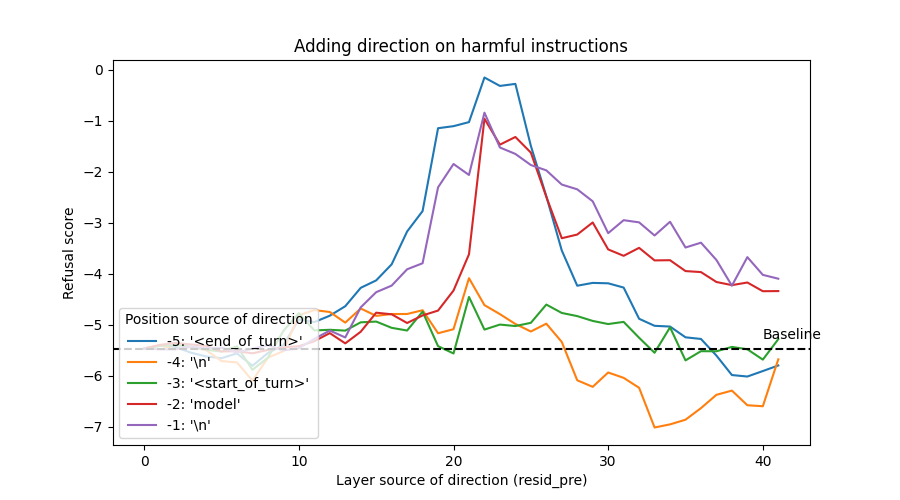 Adding direction on harmful instructions
Refusal score
0
−1
−2
−3
−4
−5
−6
−7
Baseline
Position source of direction
-5: '<end_of_turn>'
-4: '\n'
-3: '<start_of_turn>'
-2: 'model'
-1: '\n'
0
10
20
30
40
Layer source of direction (resid_pre)